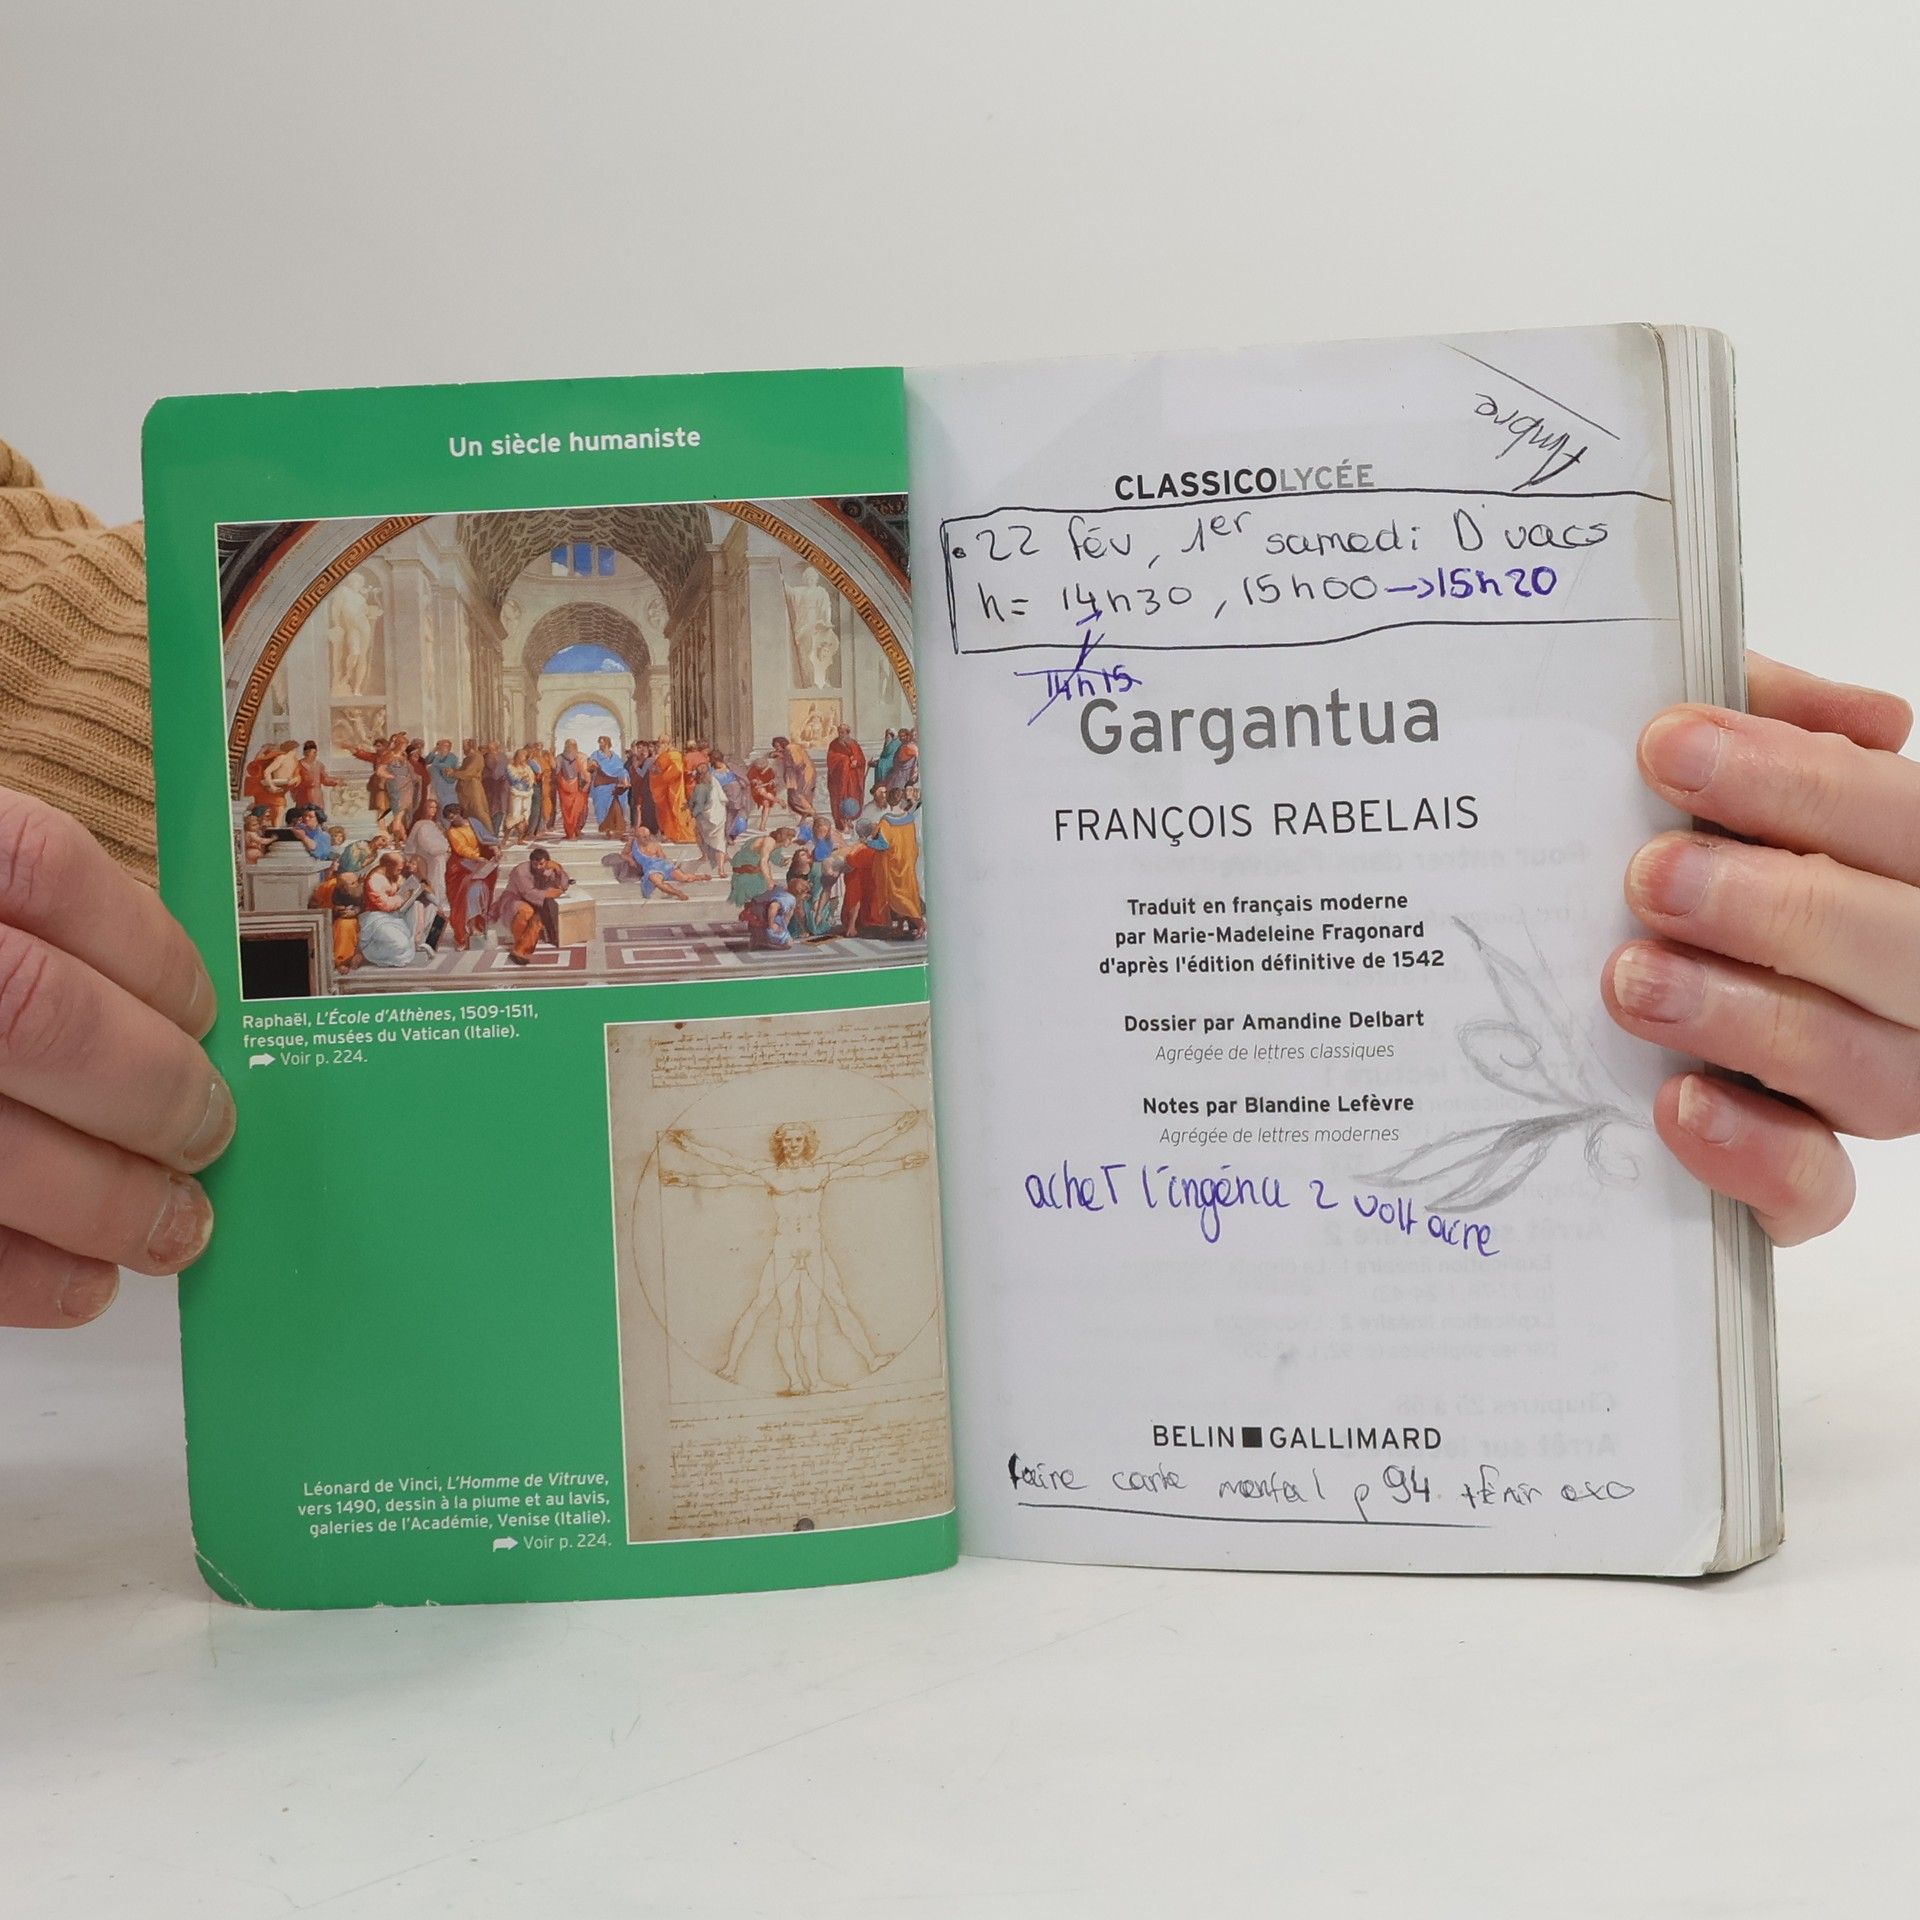 Un siècle humaniste
Raphaël, L'École d'Athènes, 1509-1511,
fresque, musées du Vatican (Italie).
Voir p. 224.
Léonard de Vinci, L'Homme de Vitruve,
vers 1490, dessin à la plume et au lavis,
galeries de l'Académie, Venise (Italie).
Voir p. 224.
Ambre
CLASSICOLYCÉE
• 22 fév, 1er samedi D vacs
h = 14h30, 15h00 → 15h20
14h15
Gargantua
FRANÇOIS RABELAIS
Traduit en français moderne
par Marie-Madeleine Fragonard
d'après l'édition définitive de 1542
Dossier par Amandine Delbart
Agrégée de lettres classiques
Notes par Blandine Lefèvre
Agrégée de lettres modernes
achet l'ingénu 2 voltaire
BELIN GALLIMARD
faire carte mental p 94 + finir exo